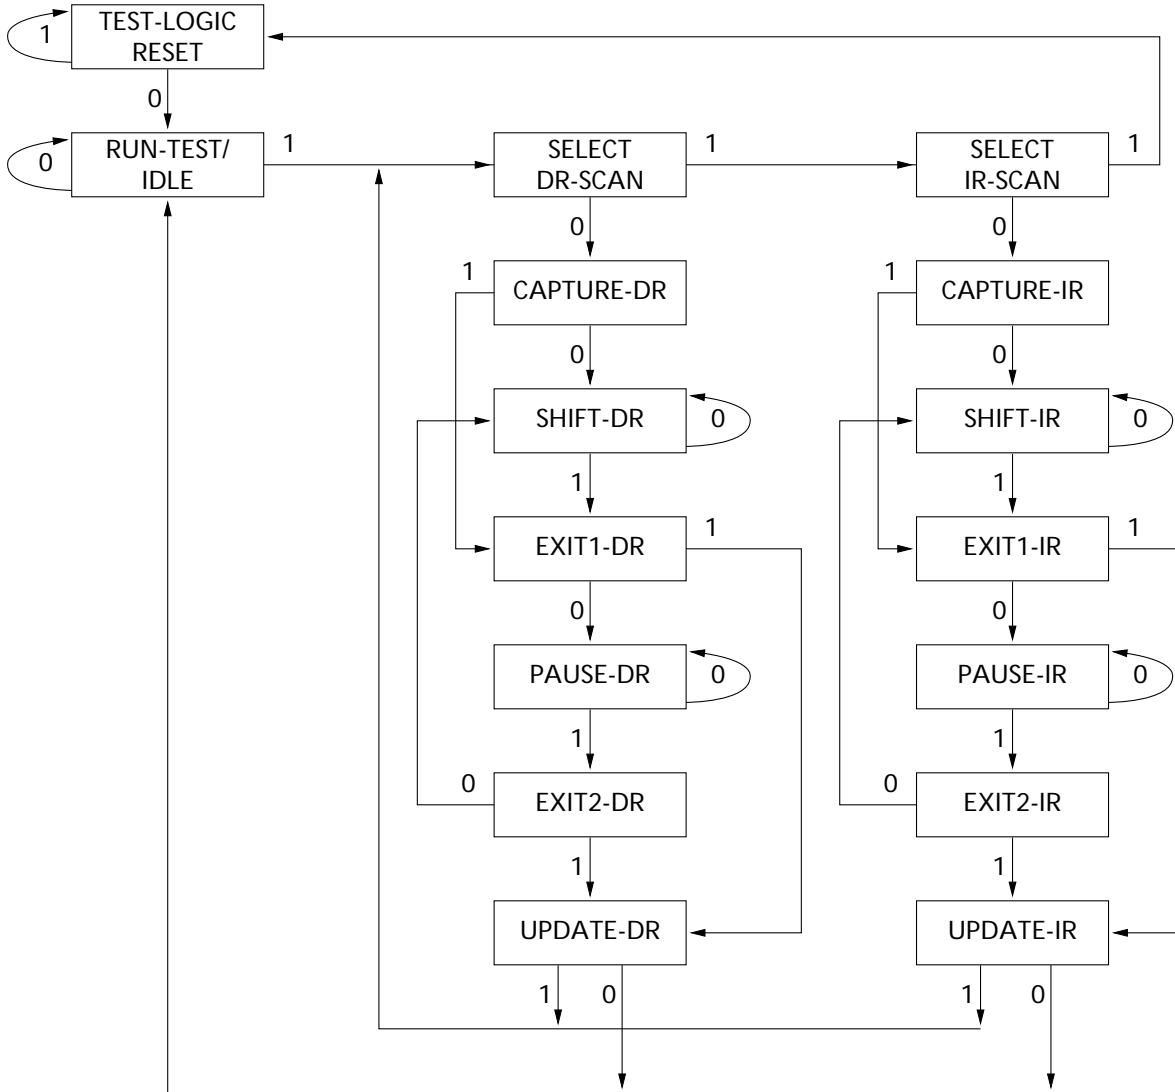 TEST-LOGIC
RESET
1
0
RUN-TEST/
IDLE
0
1
SELECT
DR-SCAN
1
SELECT
IR-SCAN
1
0
0
1
CAPTURE-DR
1
CAPTURE-IR
0
0
SHIFT-DR
0
SHIFT-IR
0
1
1
EXIT1-DR
1
EXIT1-IR
1
0
0
PAUSE-DR
0
PAUSE-IR
0
1
1
0
EXIT2-DR
0
EXIT2-IR
1
1
UPDATE-DR
UPDATE-IR
1
0
1
0